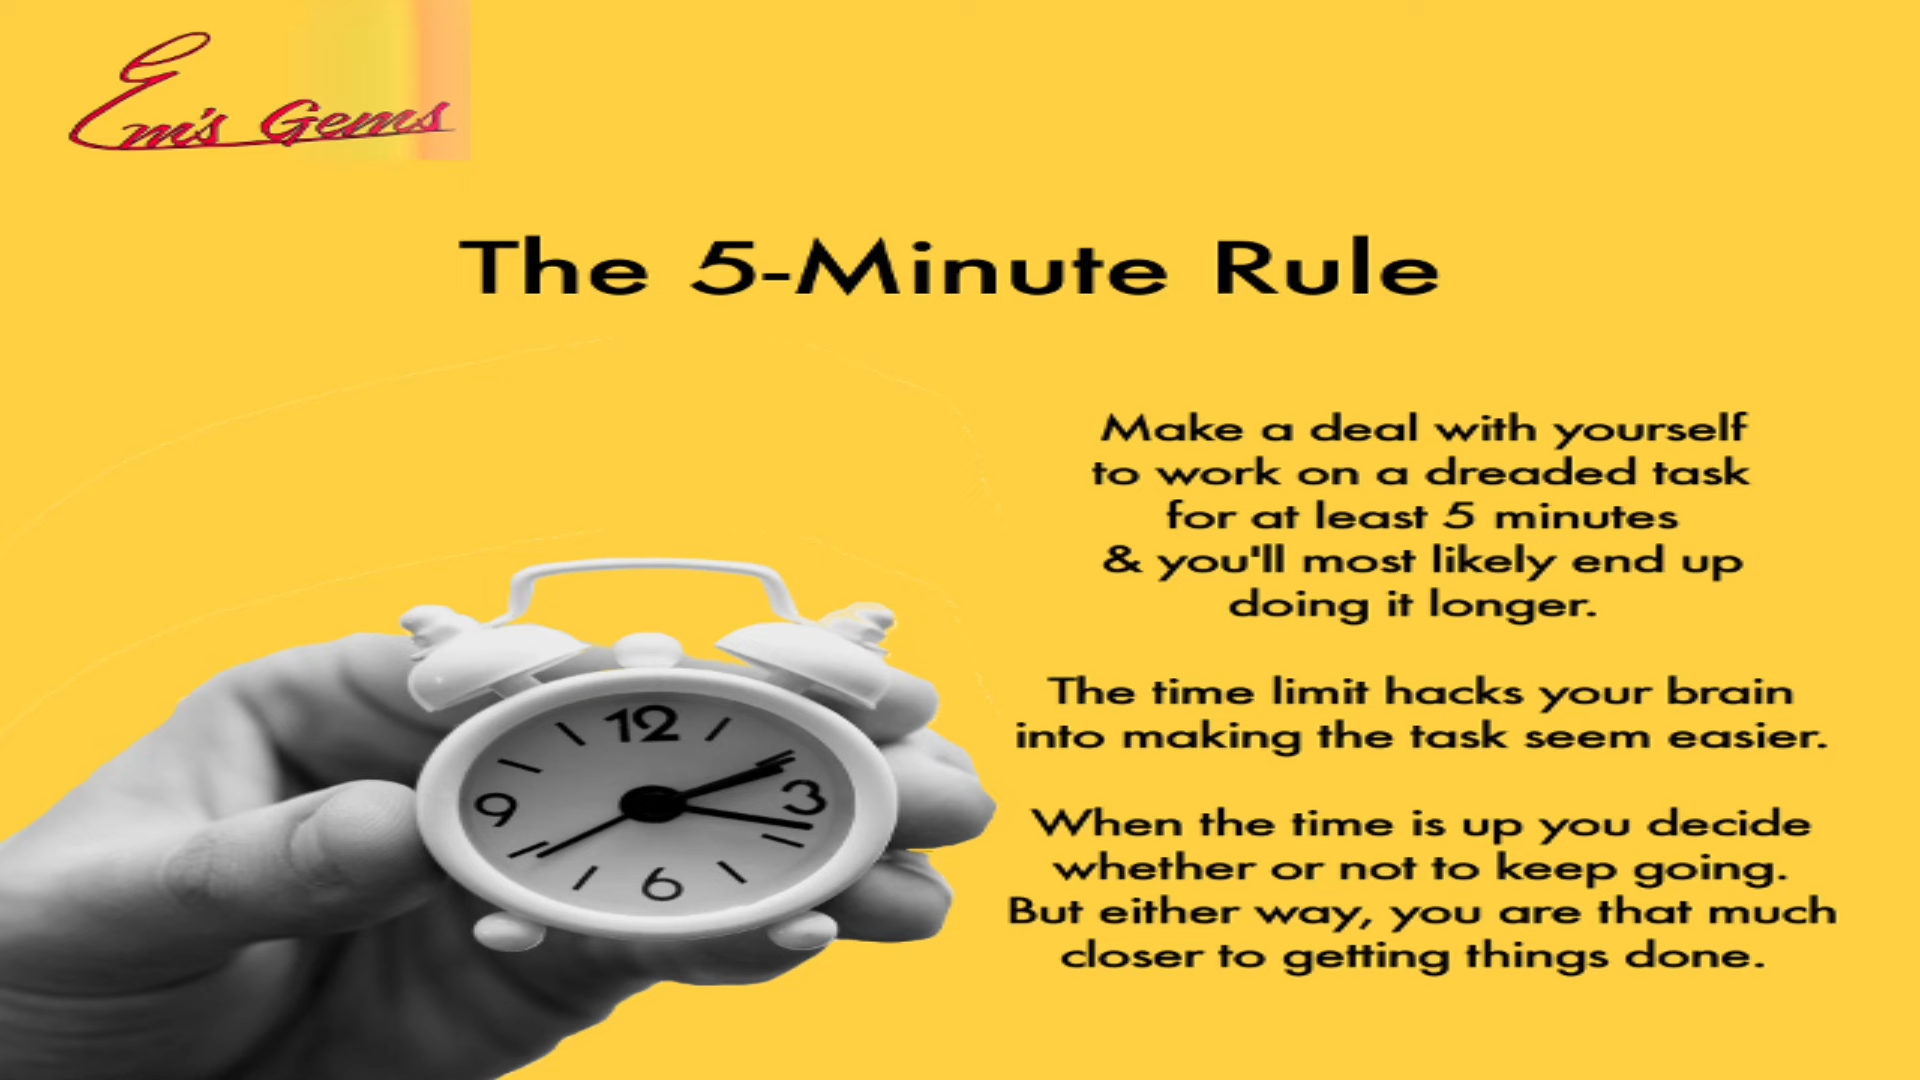 Em's Gems
The 5-Minute Rule
Make a deal with yourself
to work on a dreaded task
for at least 5 minutes
& you'll most likely end up
doing it longer.
The time limit hacks your brain
into making the task seem easier.
When the time is up you decide
whether or not to keep going.
But either way, you are that much
closer to getting things done.
12
9
3
6